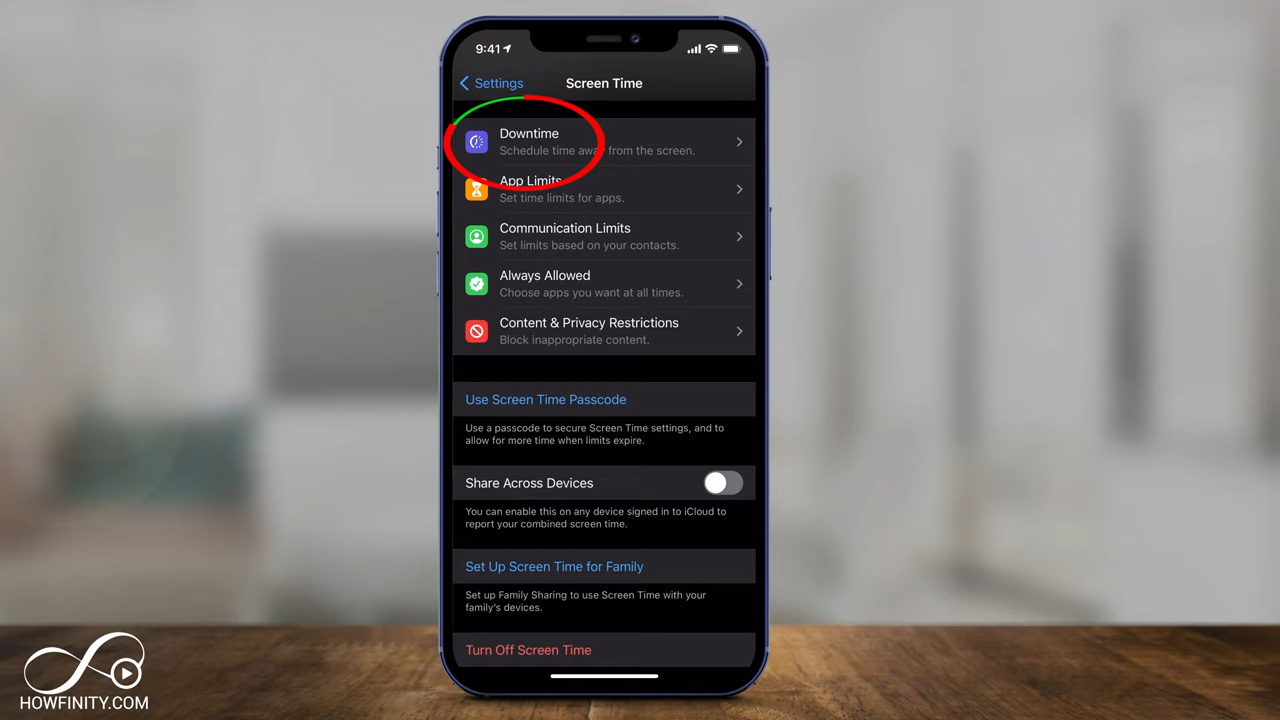 9:41
Settings
Screen Time
Downtime
Schedule time away from the screen.
App Limits
Set time limits for apps.
Communication Limits
Set limits based on your contacts.
Always Allowed
Choose apps you want at all times.
Content & Privacy Restrictions
Block inappropriate content.
Use Screen Time Passcode
Use a passcode to secure Screen Time settings, and to
allow for more time when limits expire.
Share Across Devices
You can enable this on any device signed in to iCloud to
report your combined screen time.
Set Up Screen Time for Family
Set up Family Sharing to use Screen Time with your
family's devices.
Turn Off Screen Time
HOWFINITY.COM